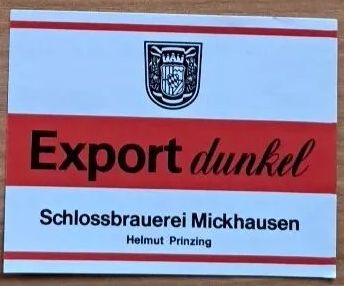 Export dunkel
Schlossbrauerei Mickhausen
Helmut Prinzing